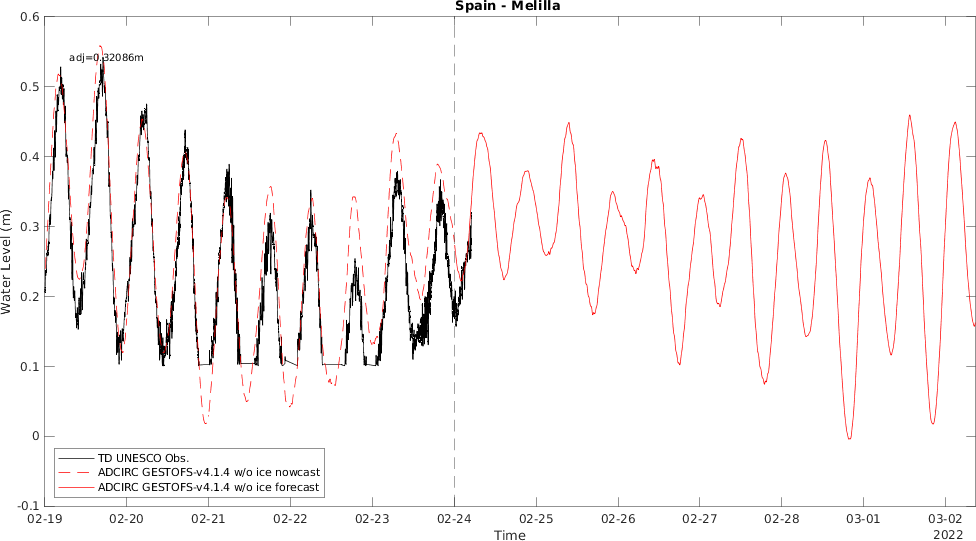 Spain - Melilla
adj=0.32086m
Water Level (m)
0.6
0.5
0.4
0.3
0.2
0.1
0
-0.1
TD UNESCO Obs.
ADCIRC GESTOFS-v4.1.4 w/o ice nowcast
ADCIRC GESTOFS-v4.1.4 w/o ice forecast
02-19 02-20 02-21 02-22 02-23 02-24 02-25 02-26 02-27 02-28 03-01 03-02
2022
Time